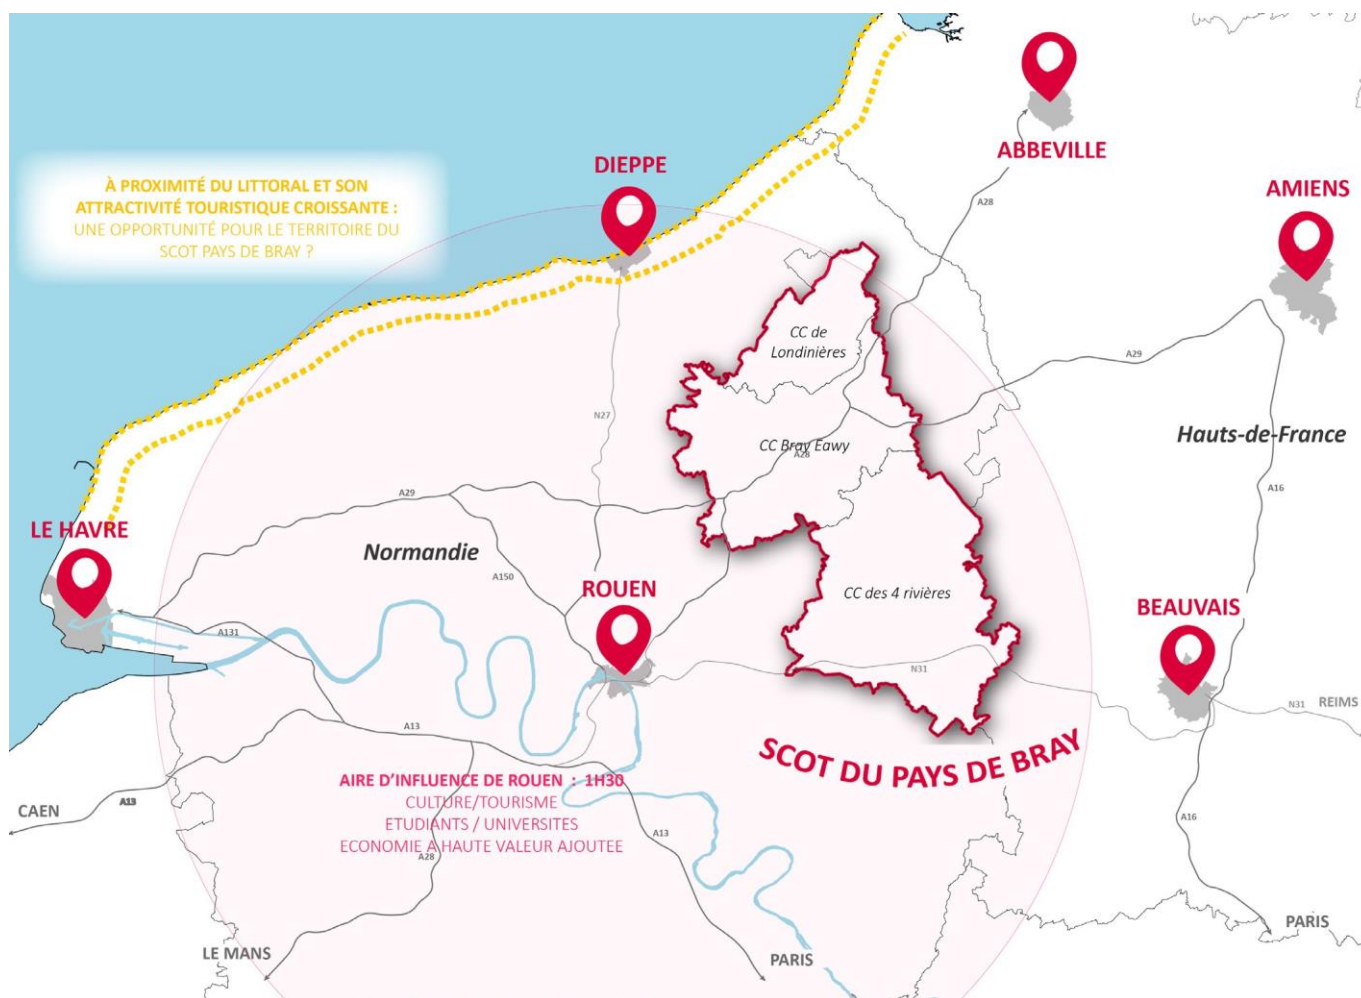 ABBEVILLE
DIEPPE
À PROXIMITÉ DU LITTORAL ET SON
ATTRACTIVITÉ TOURISTIQUE CROISSANTE :
UNE OPPORTUNITÉ POUR LE TERRITOIRE DU
SCOT PAYS DE BRAY ?
AMIENS
A28
CC de
Londinières
A29
N27
Hauts-de-France
CC Bray Eawy
A28
A16
A29
LE HAVRE
Normandie
A150
ROUEN
CC des 4 rivières
BEAUVAIS
A131
N31
N31
REIMS
A13
SCOT DU PAYS DE BRAY
AIRE D'INFLUENCE DE ROUEN : 1H30
CULTURE/TOURISME
ETUDIANTS / UNIVERSITES
ECONOMIE A HAUTE VALEUR AJOUTEE
CAEN
A13
A13
A16
A28
PARIS
LE MANS
PARIS